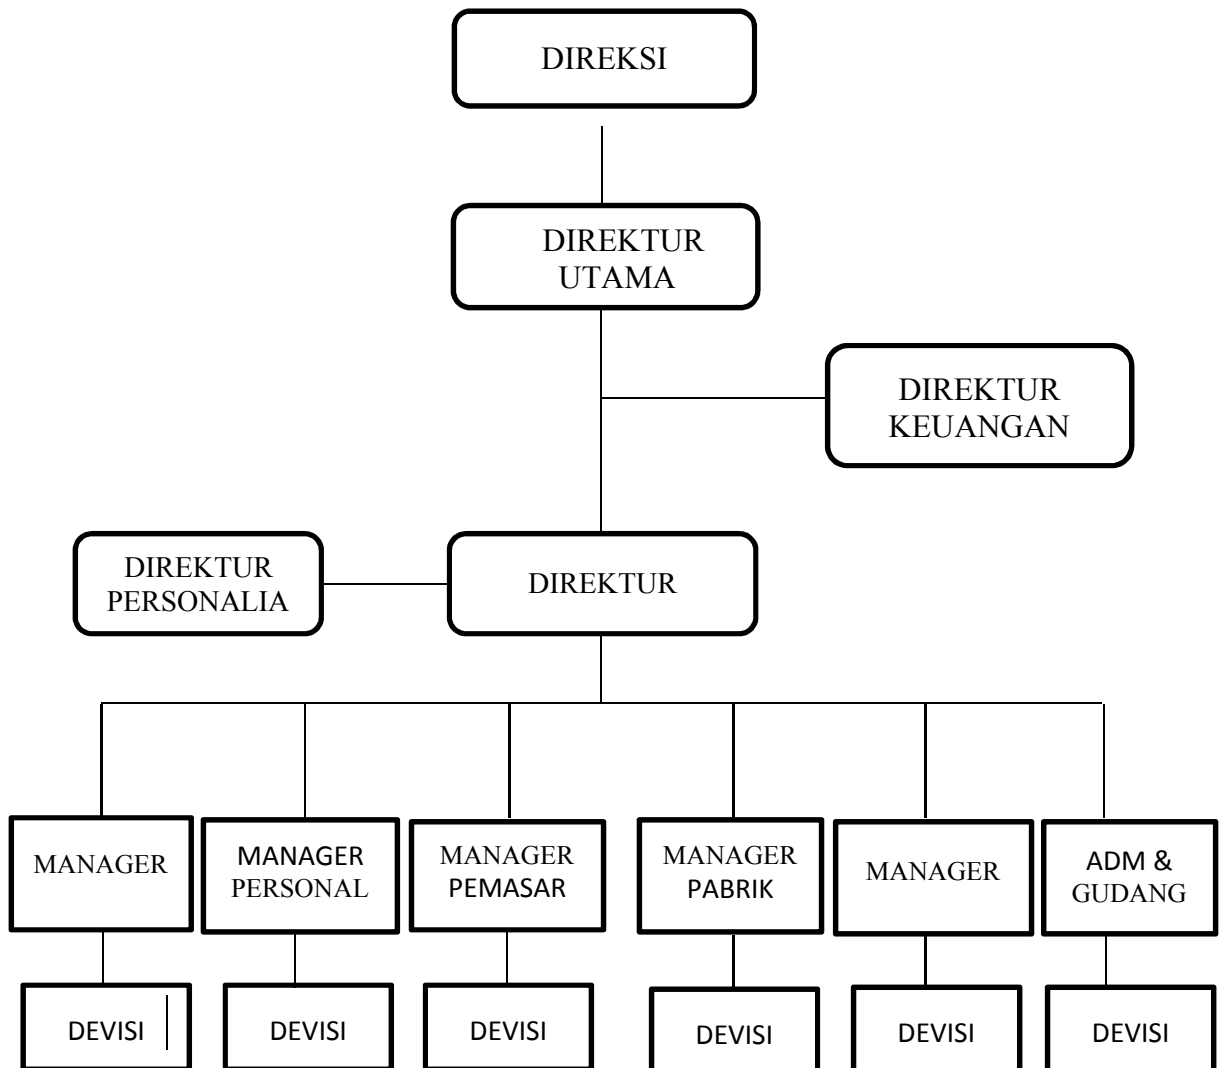 DIREKSI
DIREKTUR
UTAMA
DIREKTUR
KEUANGAN
DIREKTUR
PERSONALIA
DIREKTUR
MANAGER
MANAGER
PERSONAL
MANAGER
PEMASAR
MANAGER
PABRIK
MANAGER
ADM &
GUDANG
DEVISI
DEVISI
DEVISI
DEVISI
DEVISI
DEVISI